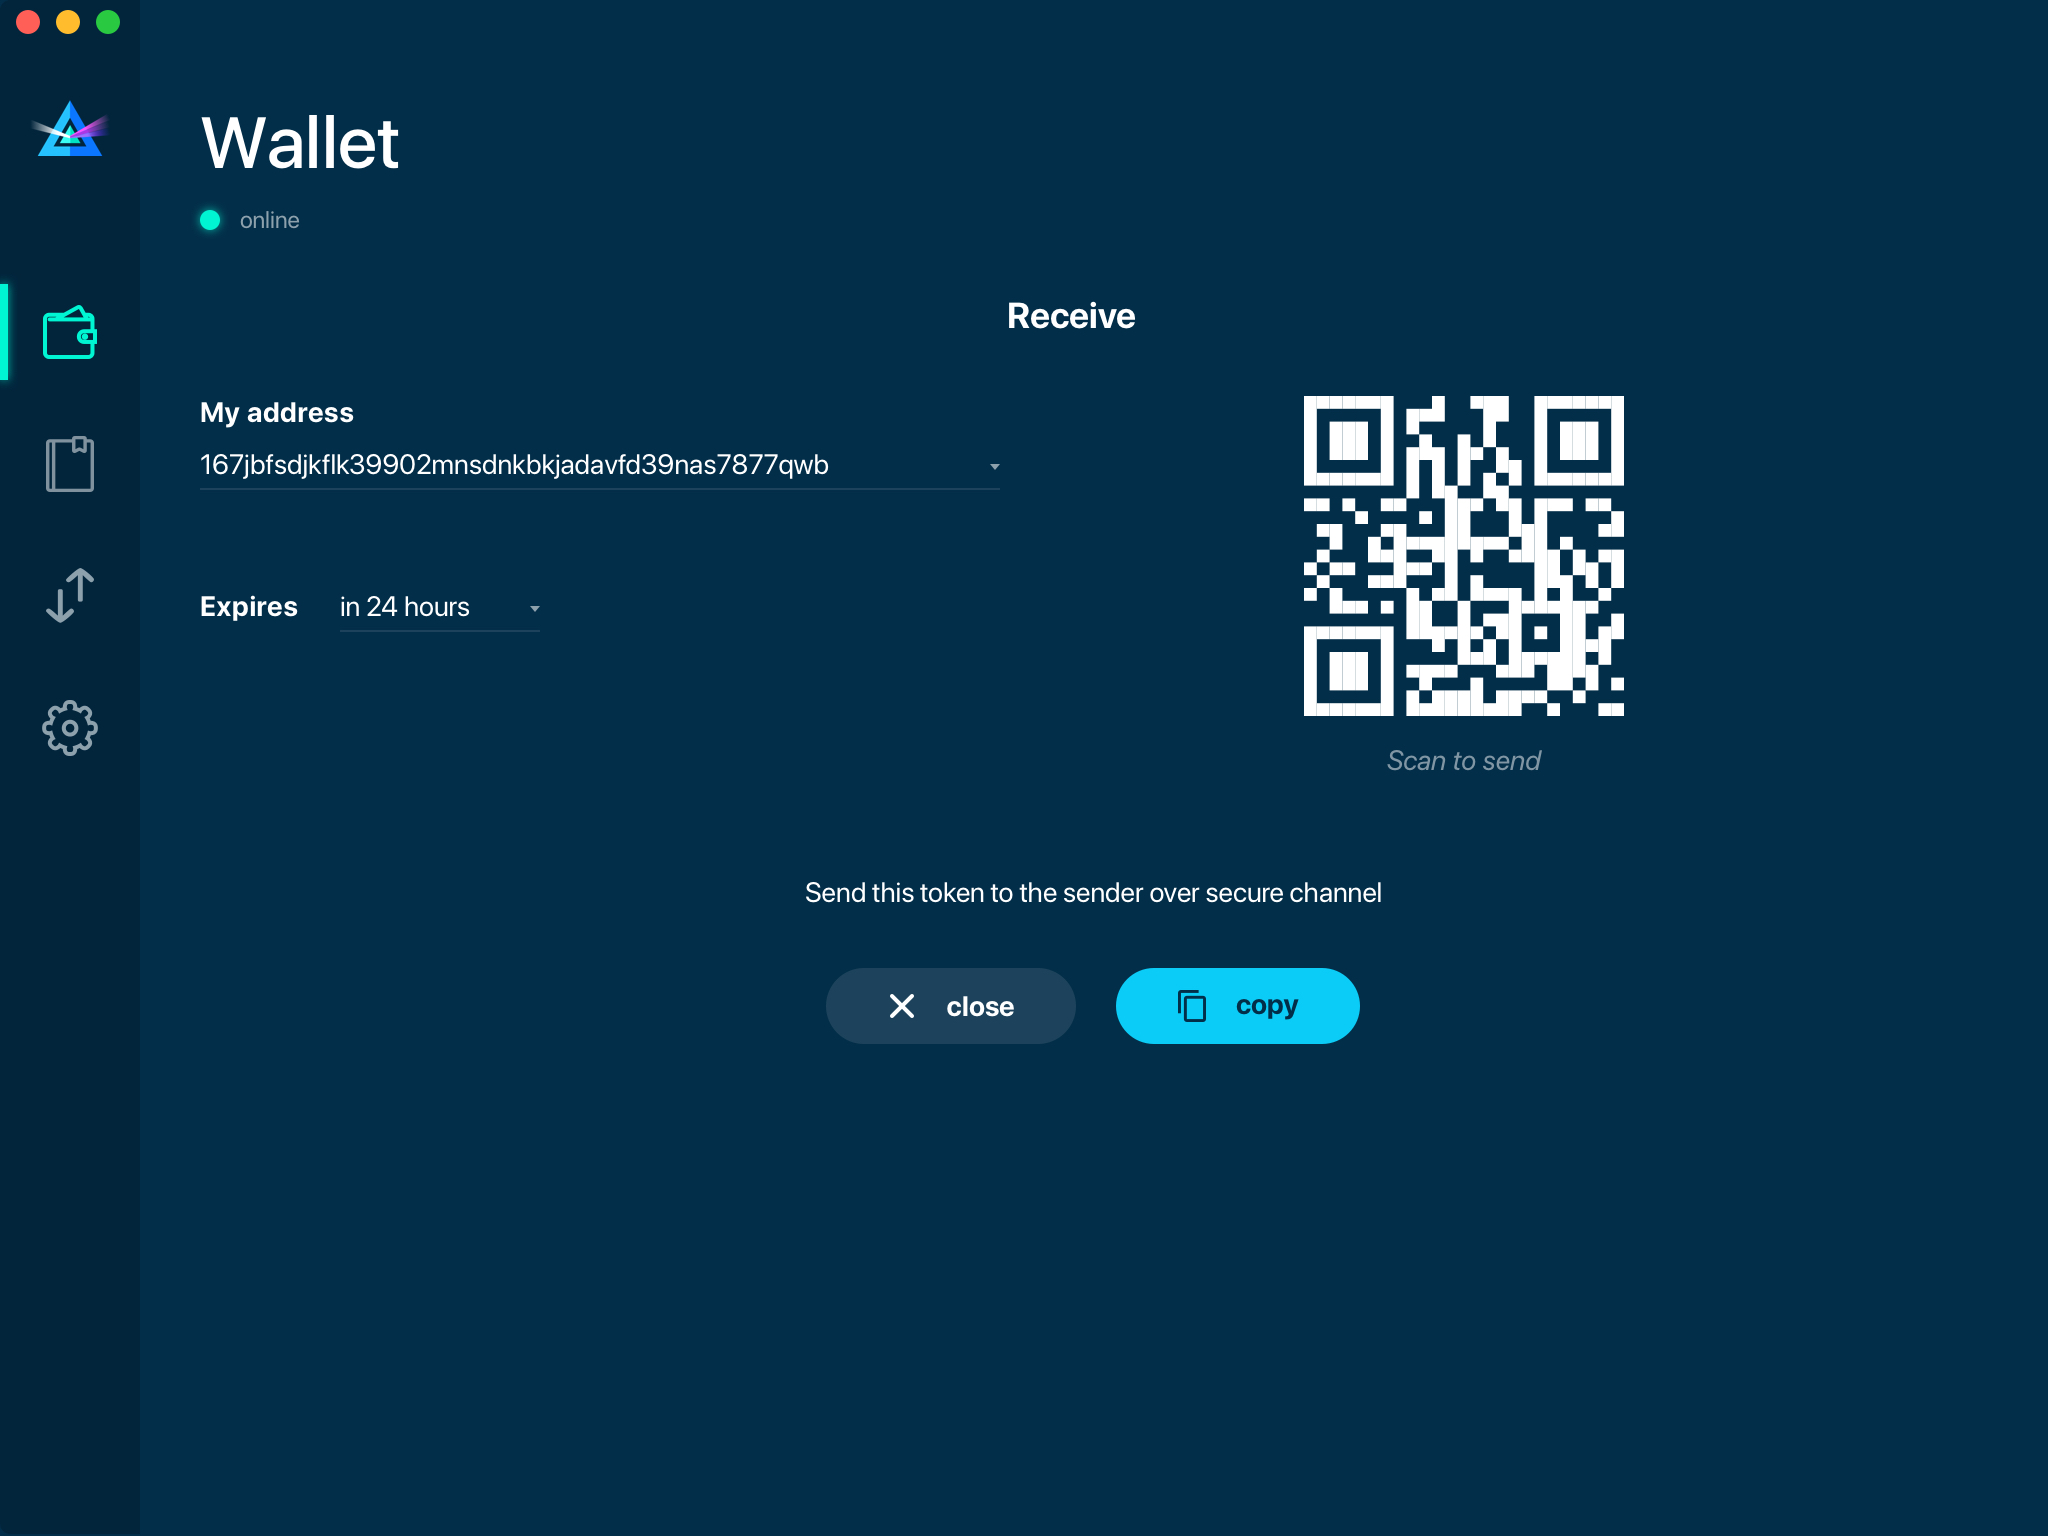 Wallet
online
Receive
My address
167jbfsdjkflk39902mnsdnkbkjadavfd39nas7877qwb
Expires in 24 hours
Scan to send
Send this token to the sender over secure channel
close copy